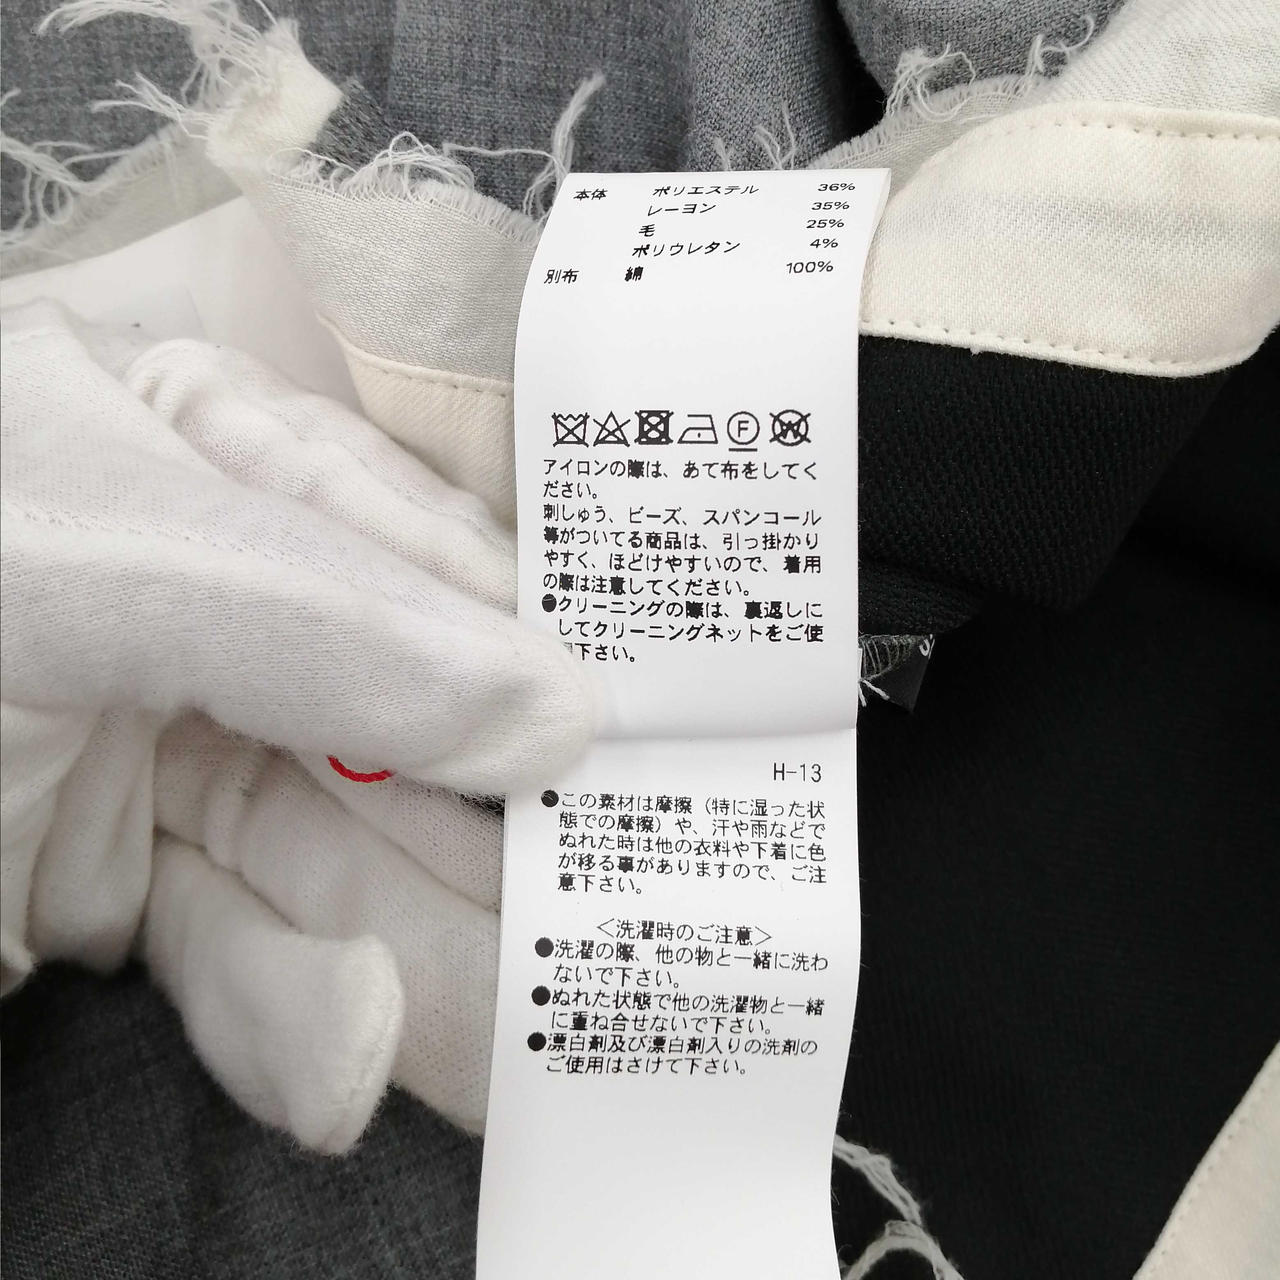 本体 ポリエステル 36%
レーヨン 35%
毛 25%
ポリウレタン 4%
別布 綿 100%
F
W
アイロンの際は、あて布をしてく
ださい。
刺しゅう、ビーズ、スパンコール
等がついてる商品は、引っ掛かり
やすく、ほどけやすいので、着用
の際は注意してください。
●クリーニングの際は、裏返しに
してクリーニングネットをご使
下さい。
H-13
●この素材は摩擦（特に湿った状
態での摩擦）や、汗や雨などで
ぬれた時は他の衣料や下着に色
が移る事がありますので、ご注
意下さい。
＜洗濯時のご注意＞
●洗濯の際、他の物と一緒に洗わ
ないで下さい。
●ぬれた状態で他の洗濯物と一緒
に重ね合せないで下さい。
●漂白剤及び漂白剤入りの洗剤の
ご使用はさけて下さい。